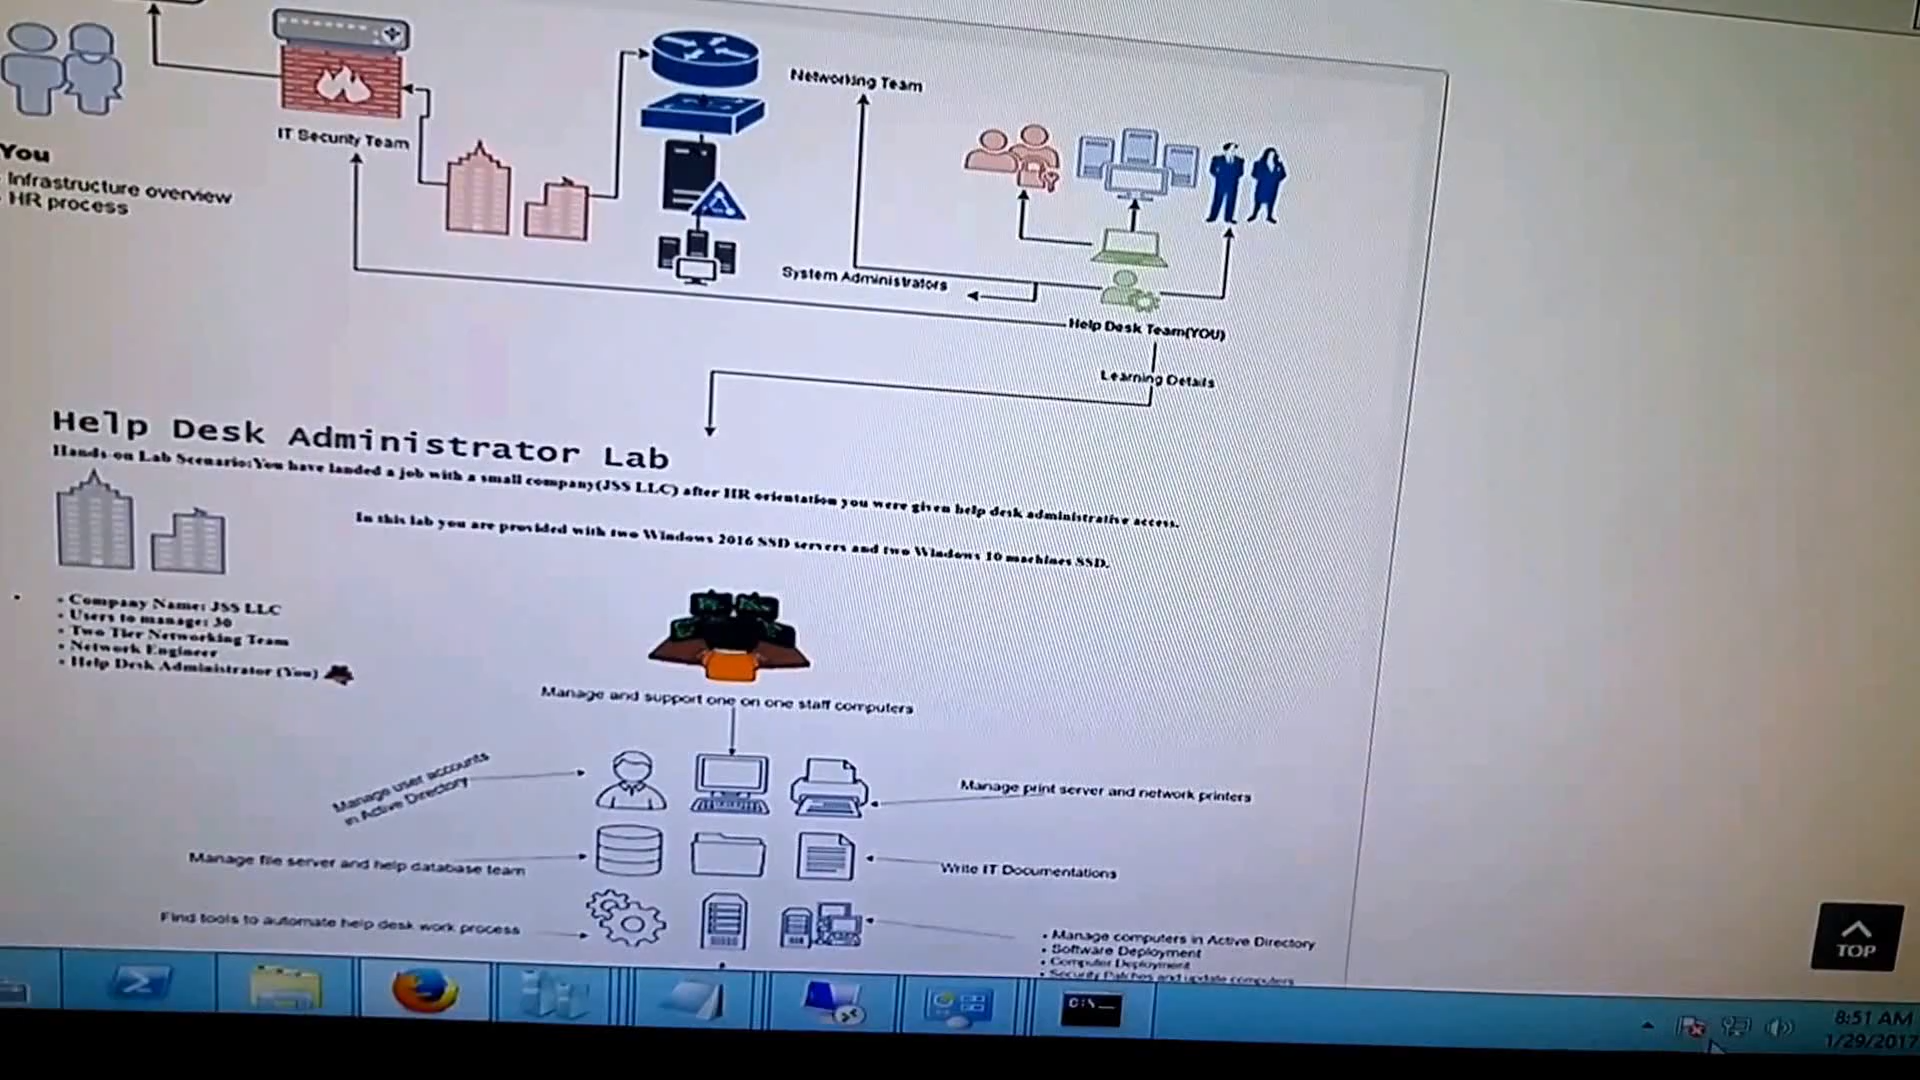 Networking Team
IT Security Team
You
Infrastructure overview
HR process
System Administrators
Help Desk Team(YOU)
Learning Details
Help Desk Administrator Lab
Hands-on Lab Scenario:You have landed a job with a small company(JSS LLC) after HR orientation you were given help desk administrative access.
In this lab you are provided with two Windows 2016 SSD servers and two Windows 10 machines SSD.
- Company Name: JSS LLC
- Users to manage: 30
- Two Tier Networking Team
- Network Engineer
- Help Desk Administrator (You)
Manage and support one on one staff computers
Manage user accounts
in Active Directory
Manage print server and network printers
Manage file server and help database team
Write IT Documentations
Find tools to automate help desk work process
• Manage computers in Active Directory
• Software Deployment
• Computer Deployment
• Security Patches and update computers
TOP
C:\
8:51 AM
1/29/2017